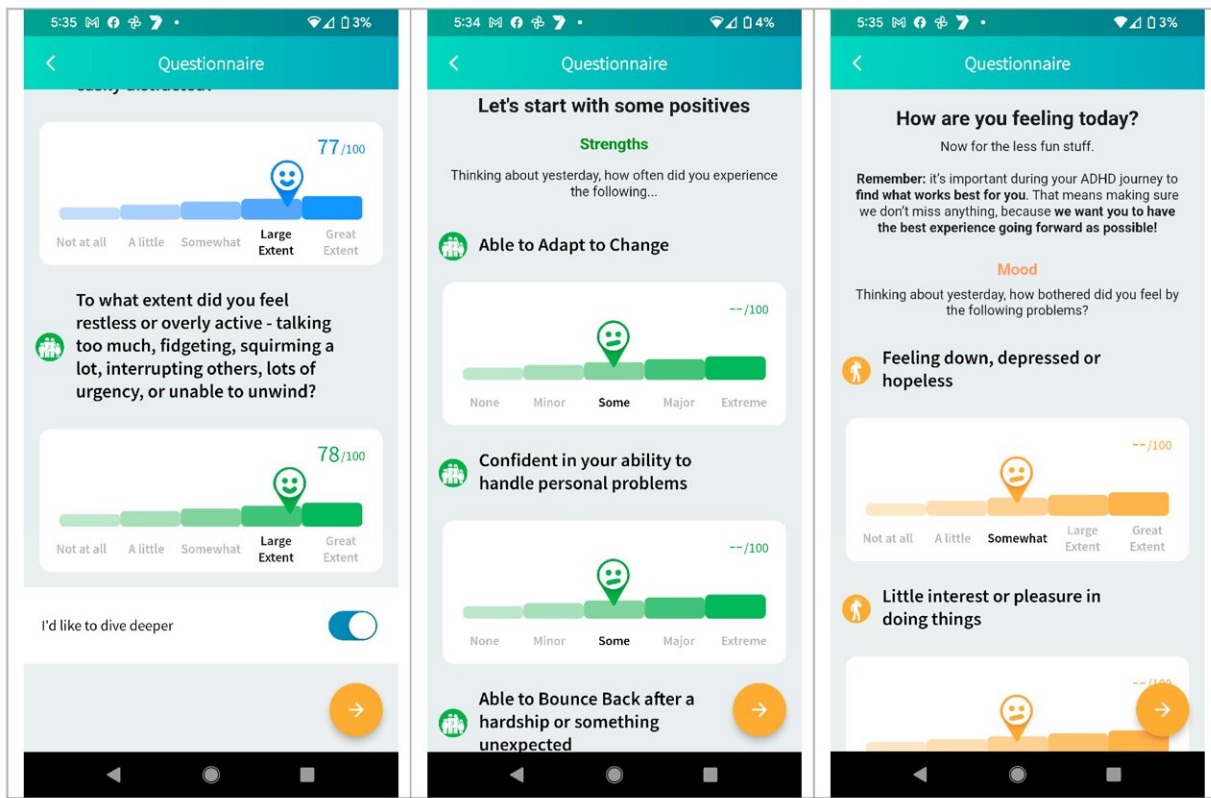 5:35
3%
Questionnaire
77/100
Not at all
A little
Somewhat
Large
Extent
Great
Extent
To what extent did you feel
restless or overly active - talking
too much, fidgeting, squirming a
lot, interrupting others, lots of
urgency, or unable to unwind?
78/100
Not at all
A little
Somewhat
Large
Extent
Great
Extent
I'd like to dive deeper
5:34
4%
Questionnaire
Let's start with some positives
Strengths
Thinking about yesterday, how often did you experience
the following...
Able to Adapt to Change
--/100
None
Minor
Some
Major
Extreme
Confident in your ability to
handle personal problems
--/100
None
Minor
Some
Major
Extreme
Able to Bounce Back after a
hardship or something
unexpected
5:35
3%
Questionnaire
How are you feeling today?
Now for the less fun stuff.
Remember: it's important during your ADHD journey to
find what works best for you. That means making sure
we don't miss anything, because we want you to have
the best experience going forward as possible!
Mood
Thinking about yesterday, how bothered did you feel by
the following problems?
Feeling down, depressed or
hopeless
--/100
Not at all
A little
Somewhat
Large
Extent
Great
Extent
Little interest or pleasure in
doing things